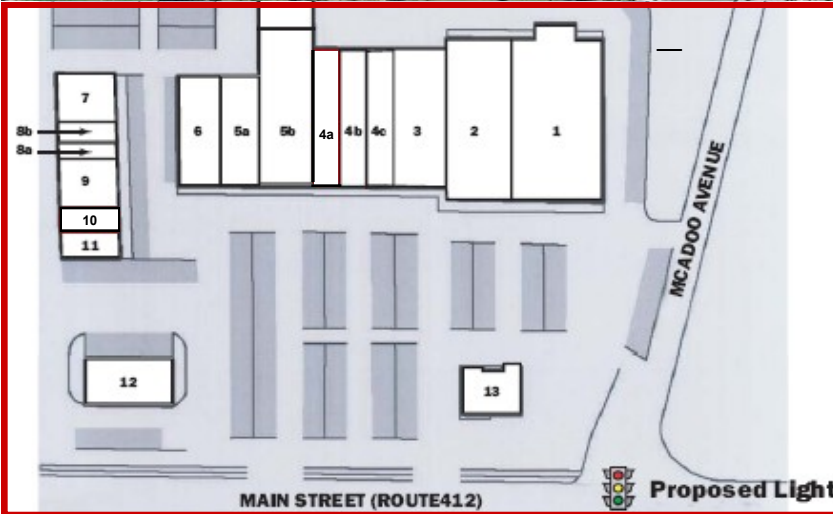 7
8b
8a
9
10
11
6
5a
5b
4a
4b
4c
3
2
1
MCADOO AVENUE
12
13
MAIN STREET (ROUTE412)
Proposed Light